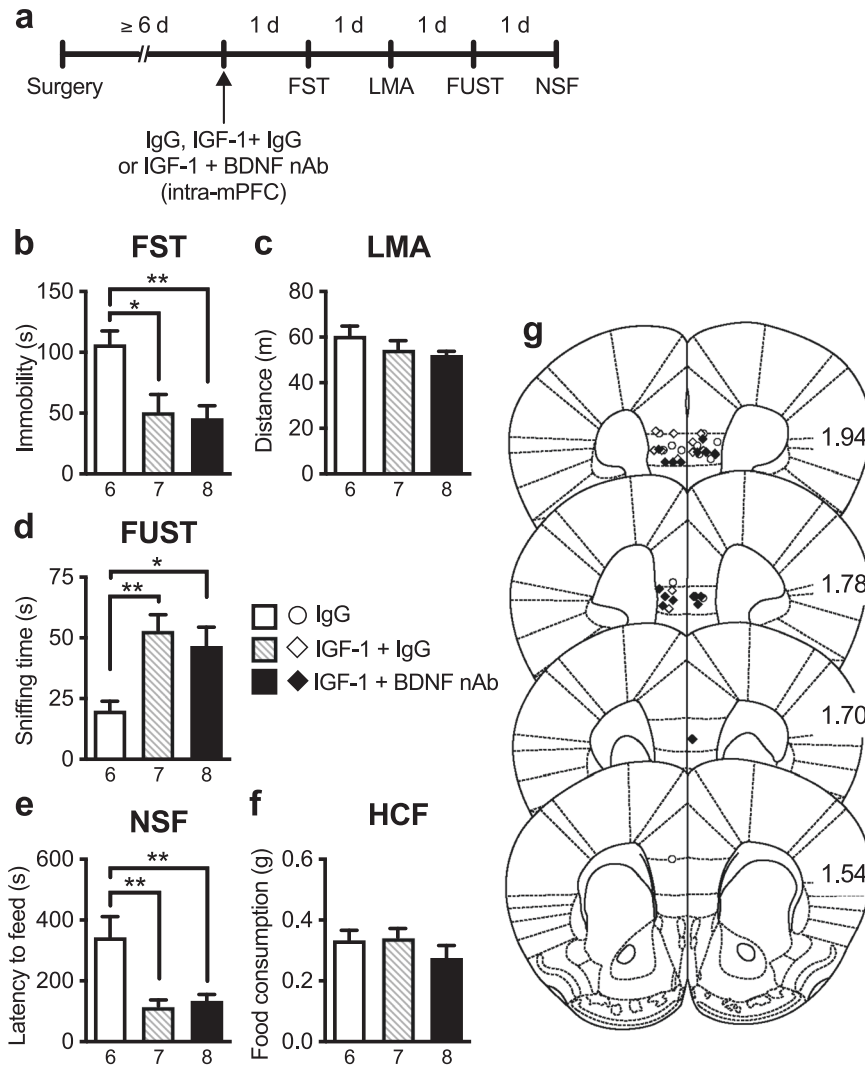 a
≥ 6 d 1 d 1 d 1 d 1 d
Surgery FST LMA FUST NSF
IgG, IGF-1+ IgG
or IGF-1 + BDNF nAb
(intra-mPFC)
b FST
Immobility (s)
150
100
50
0
** 
*
6 7 8
c LMA
Distance (m)
80
60
40
20
0
6 7 8
d FUST
Sniffing time (s)
75
50
25
0
*
**
6 7 8
IgG
IGF-1 + IgG
IGF-1 + BDNF nAb
e NSF
Latency to feed (s)
600
400
200
0
**
**
6 7 8
f HCF
Food consumption (g)
0.6
0.4
0.2
0.0
6 7 8
g
1.94
1.78
1.70
1.54